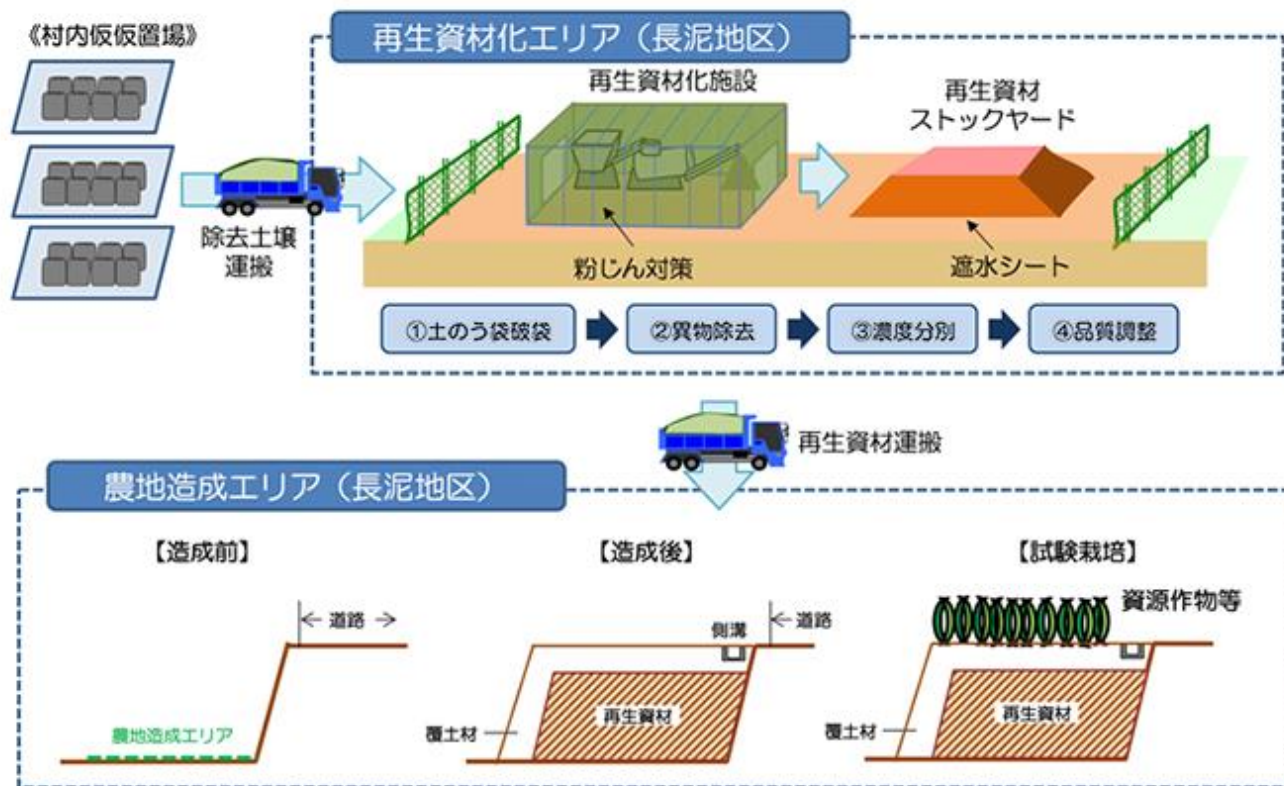 《村内仮仮置場》
再生資材化エリア（長泥地区）
再生資材化施設
再生資材
ストックヤード
除去土壌
運搬
粉じん対策
遮水シート
①土のう袋破袋
②異物除去
③濃度分別
④品質調整
再生資材運搬
農地造成エリア（長泥地区）
【造成前】
【造成後】
【試験栽培】
道路
農地造成エリア
側溝
道路
再生資材
覆土材
資源作物等
再生資材
覆土材